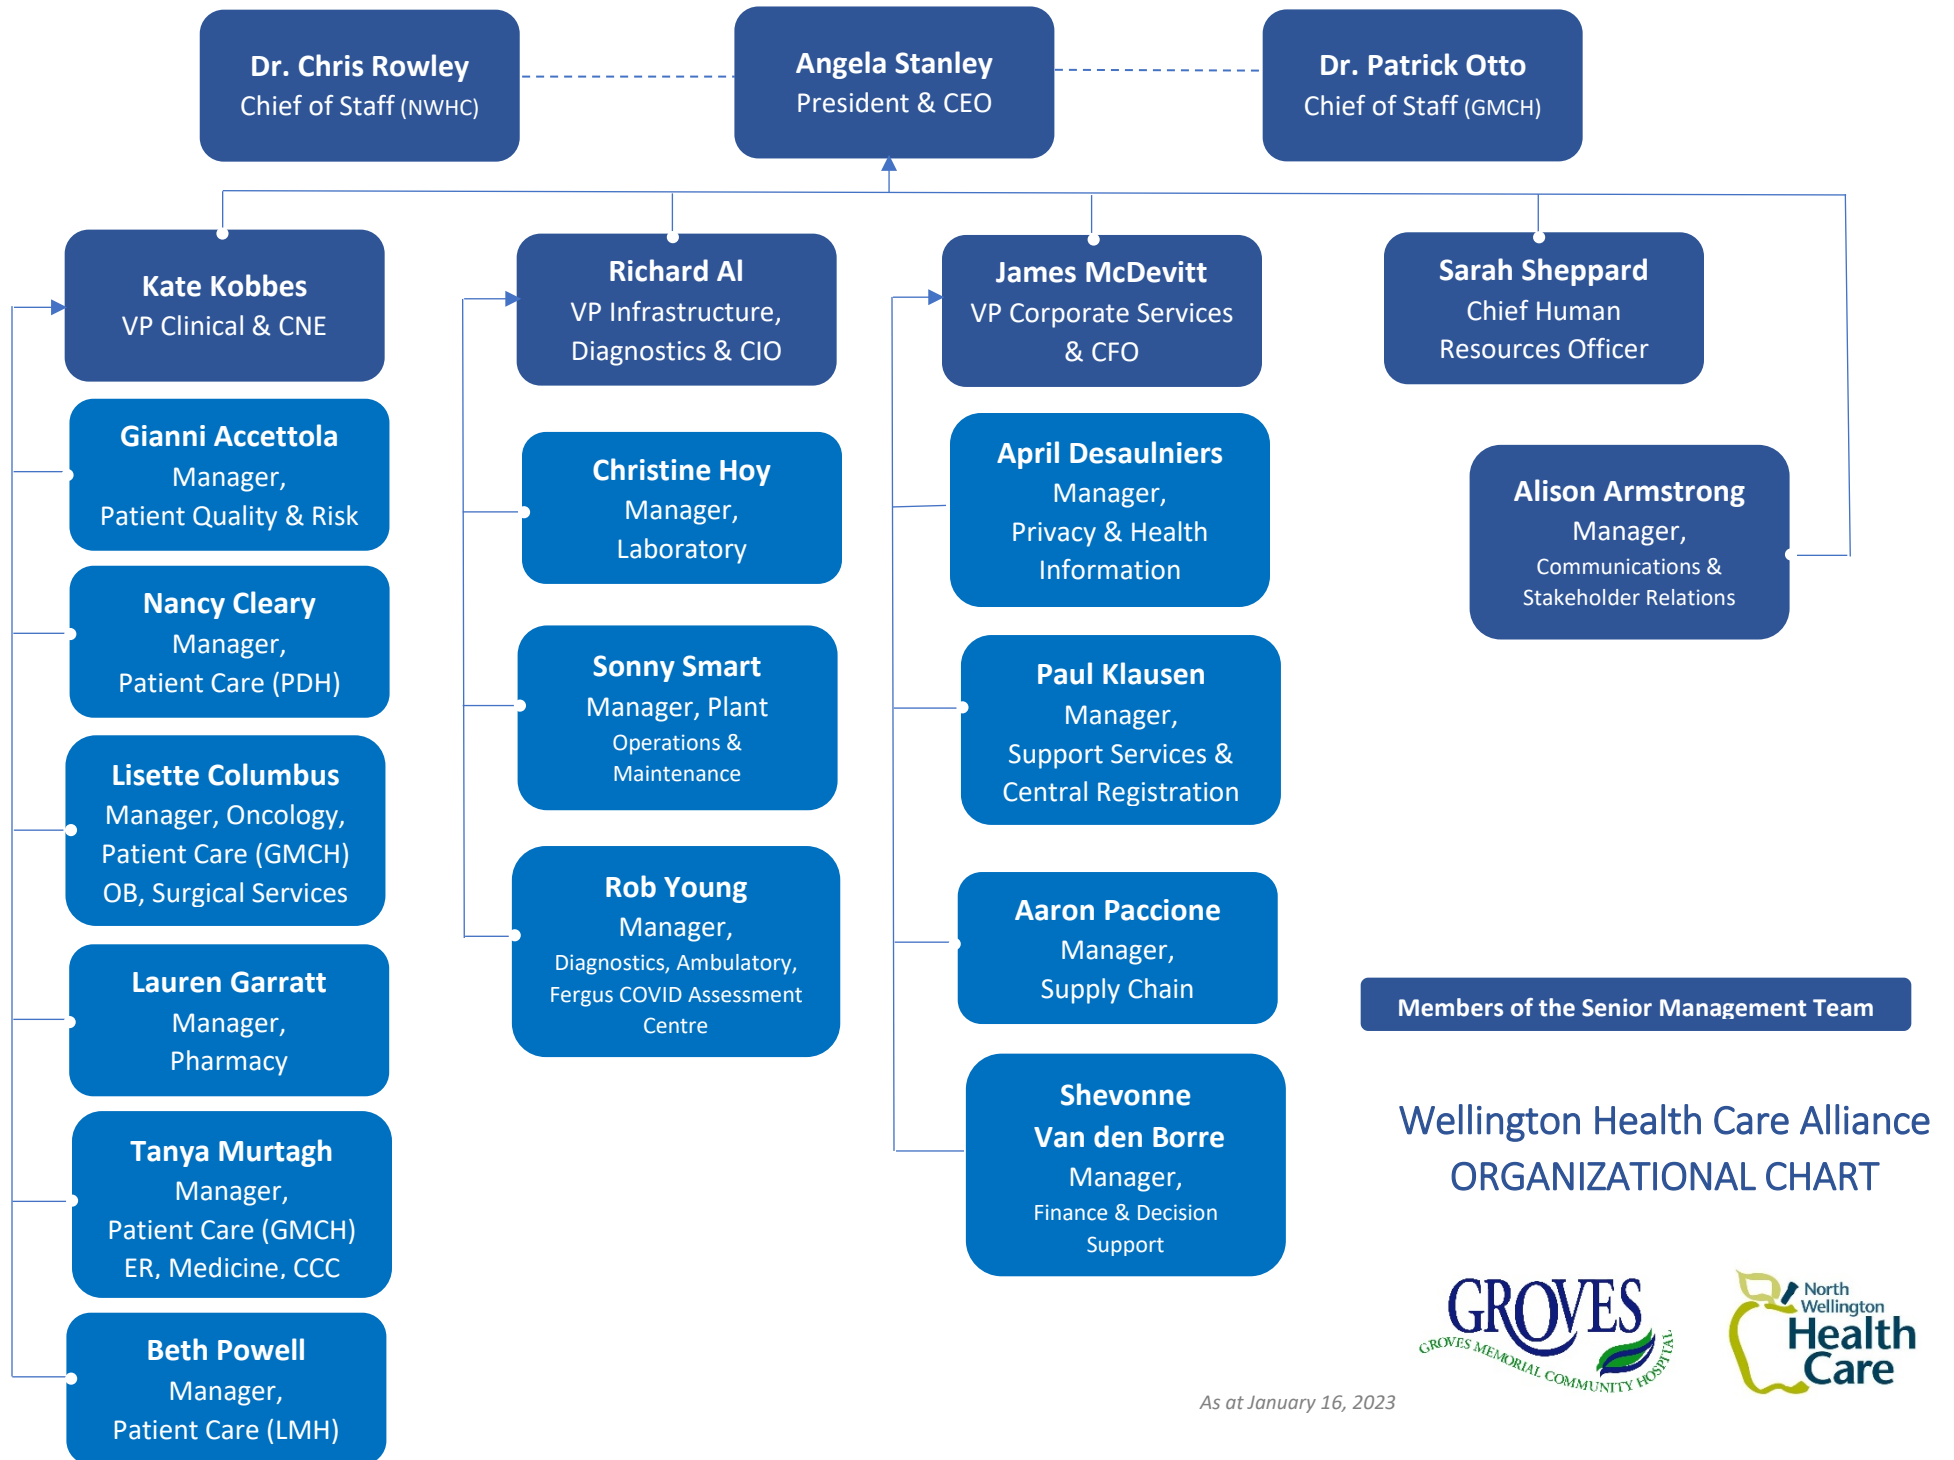 Dr. Chris Rowley
Chief of Staff (NWHC)
Angela Stanley
President & CEO
Dr. Patrick Otto
Chief of Staff (GMCH)
Kate Kobbes
VP Clinical & CNE
Gianni Accettola
Manager,
Patient Quality & Risk
Nancy Cleary
Manager,
Patient Care (PDH)
Lisette Columbus
Manager, Oncology,
Patient Care (GMCH)
OB, Surgical Services
Lauren Garratt
Manager,
Pharmacy
Tanya Murtagh
Manager,
Patient Care (GMCH)
ER, Medicine, CCC
Beth Powell
Manager,
Patient Care (LMH)
Richard Al
VP Infrastructure,
Diagnostics & CIO
Christine Hoy
Manager,
Laboratory
Sonny Smart
Manager, Plant
Operations &
Maintenance
Rob Young
Manager,
Diagnostics, Ambulatory,
Fergus COVID Assessment
Centre
James McDevitt
VP Corporate Services
& CFO
April Desaulniers
Manager,
Privacy & Health
Information
Paul Klausen
Manager,
Support Services &
Central Registration
Aaron Paccione
Manager,
Supply Chain
Shevonne
Van den Borre
Manager,
Finance & Decision
Support
Sarah Sheppard
Chief Human
Resources Officer
Alison Armstrong
Manager,
Communications &
Stakeholder Relations
Members of the Senior Management Team
Wellington Health Care Alliance
ORGANIZATIONAL CHART
GROVES
GROVES MEMORIAL COMMUNITY HOSPITAL
North
Wellington
Health
Care
As at January 16, 2023